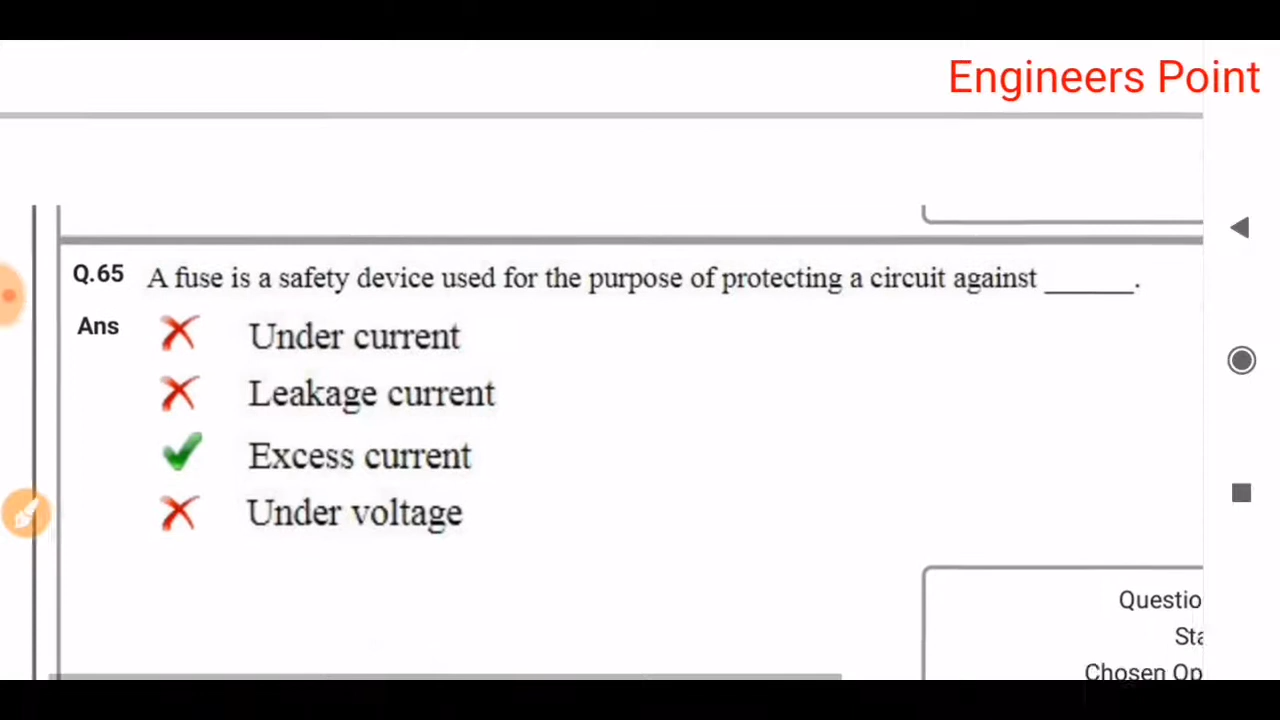 Engineers Point
Q.65 A fuse is a safety device used for the purpose of protecting a circuit against ______.
Ans Under current
Leakage current
Excess current
Under voltage
Questio
Sta
Chosen Op